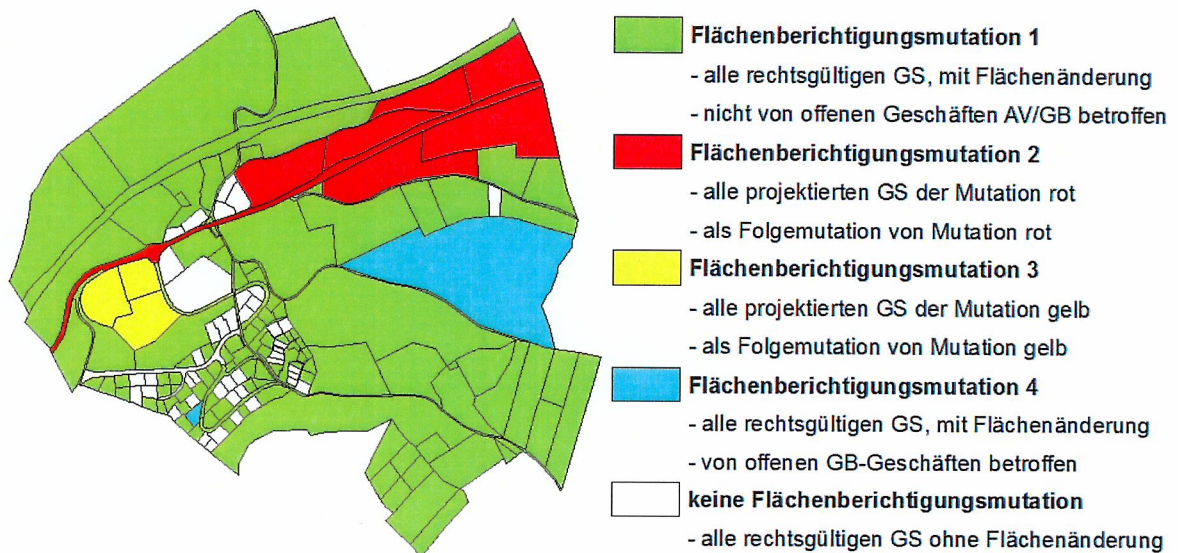 Flächenberichtigungsmutation 1
- alle rechtsgültigen GS, mit Flächenänderung
- nicht von offenen Geschäften AV/GB betroffen
Flächenberichtigungsmutation 2
- alle projektierten GS der Mutation rot
- als Folgemutation von Mutation rot
Flächenberichtigungsmutation 3
- alle projektierten GS der Mutation gelb
- als Folgemutation von Mutation gelb
Flächenberichtigungsmutation 4
- alle rechtsgültigen GS, mit Flächenänderung
- von offenen GB-Geschäften betroffen
keine Flächenberichtigungsmutation
- alle rechtsgültigen GS ohne Flächenänderung